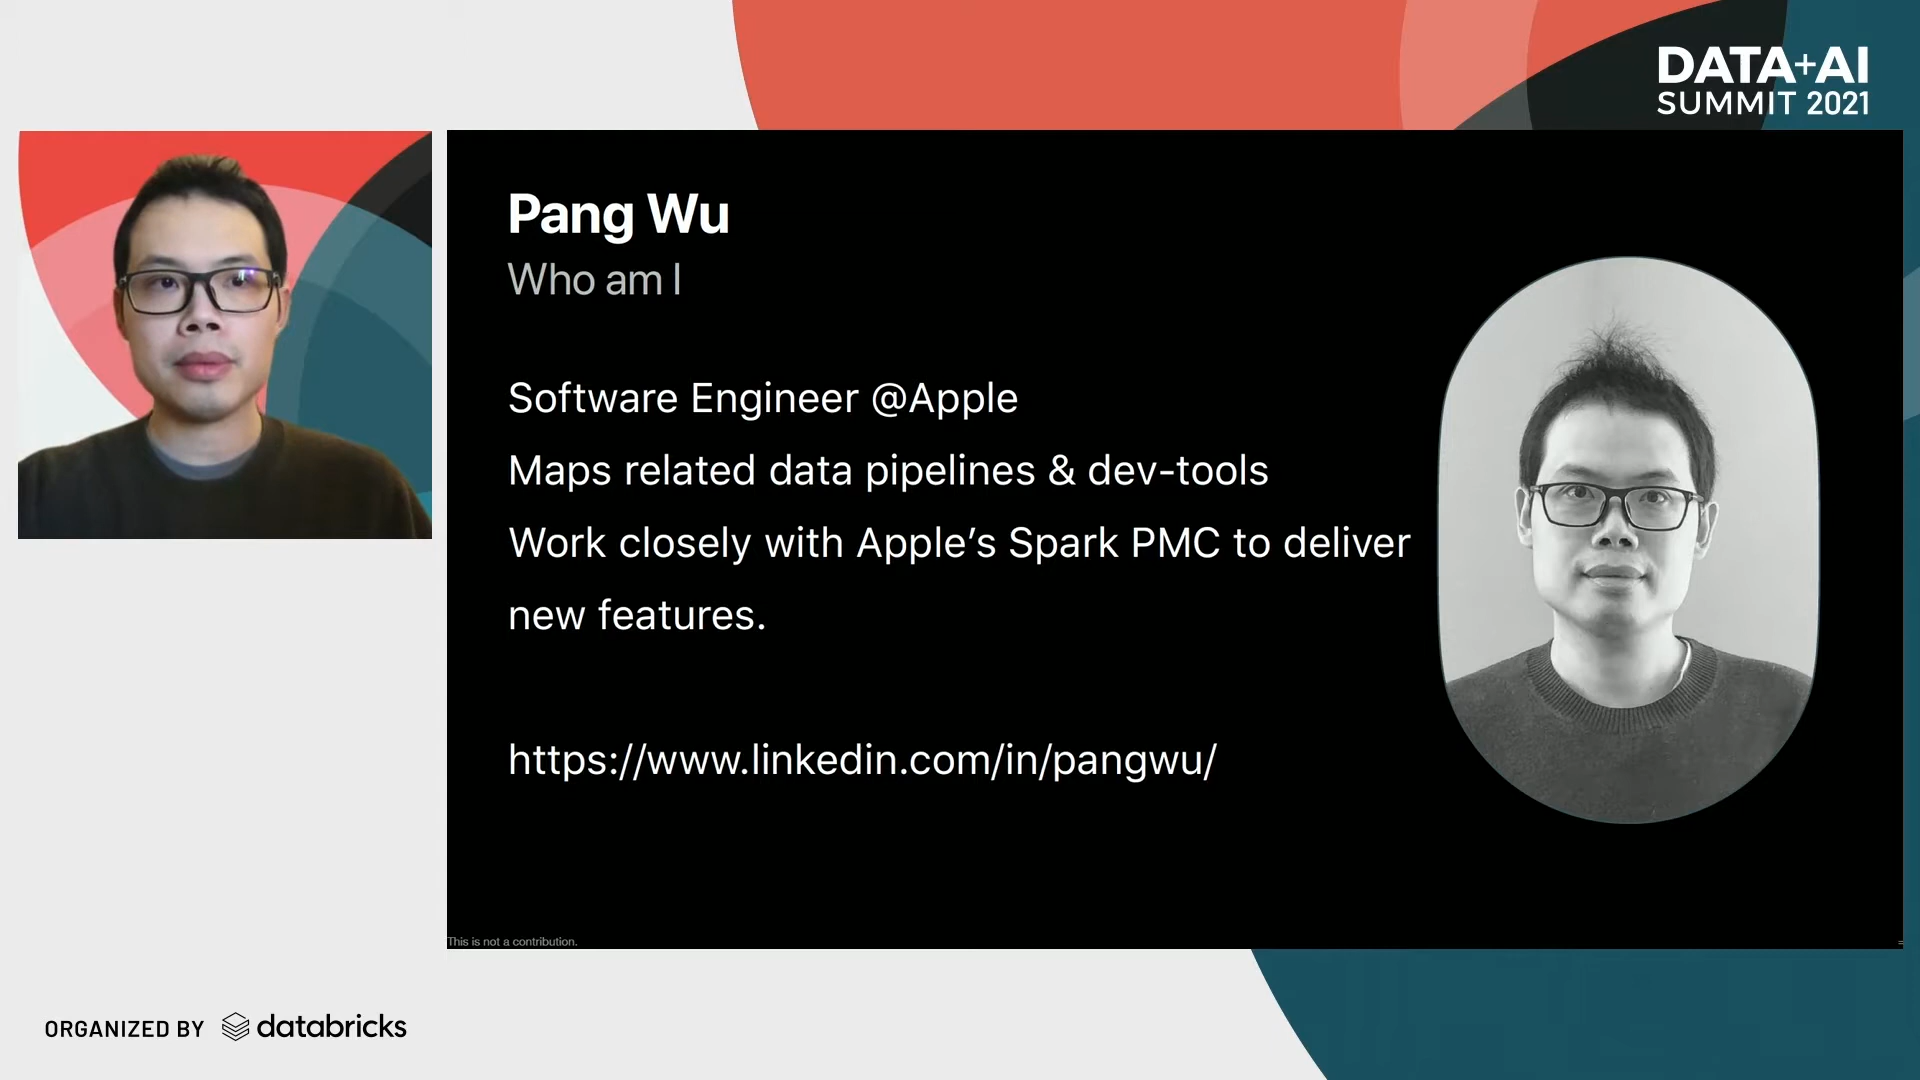 DATA+AI
SUMMIT 2021
Pang Wu
Who am I
Software Engineer @Apple
Maps related data pipelines & dev-tools
Work closely with Apple’s Spark PMC to deliver
new features.
https://www.linkedin.com/in/pangwu/
This is not a contribution.
ORGANIZED BY databricks